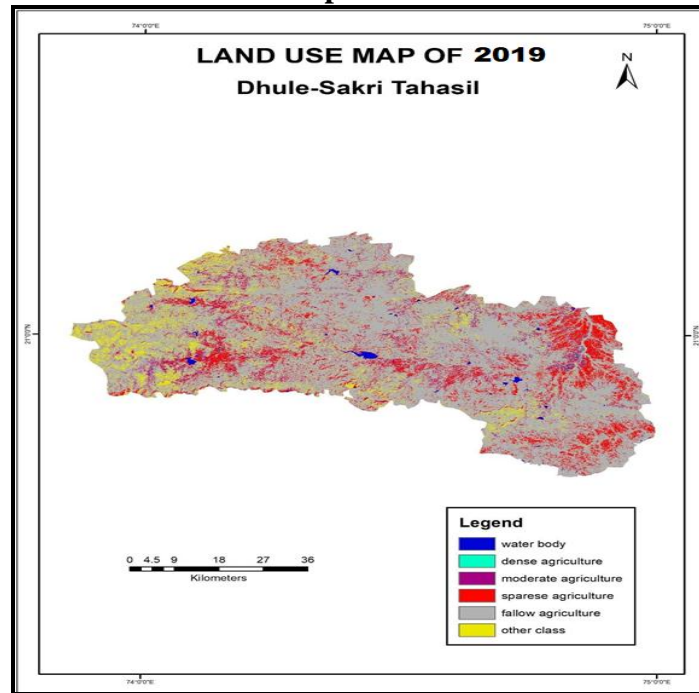 74°0'0"E 75°0'0"E
LAND USE MAP OF 2019
Dhule-Sakri Tahasil
N
21°0'0"N 21°0'0"N
Legend
water body
dense agriculture
moderate agriculture
sparese agriculture
fallow agriculture
other class
0 4.5 9 18 27 36
Kilometers
74°0'0"E 75°0'0"E